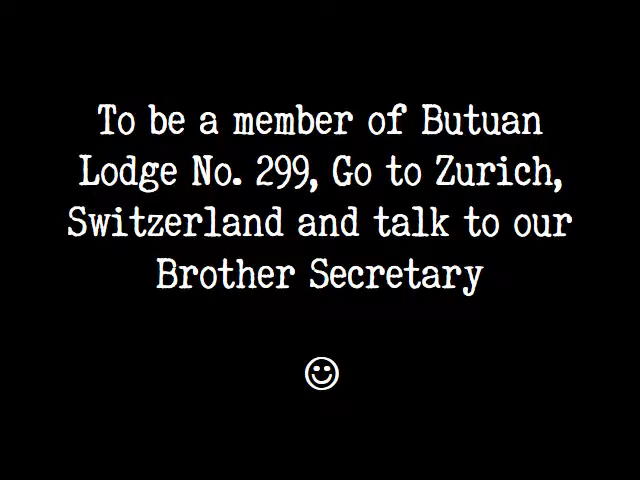 To be a member of Butuan
Lodge No. 299, Go to Zurich,
Switzerland and talk to our
Brother Secretary
☺